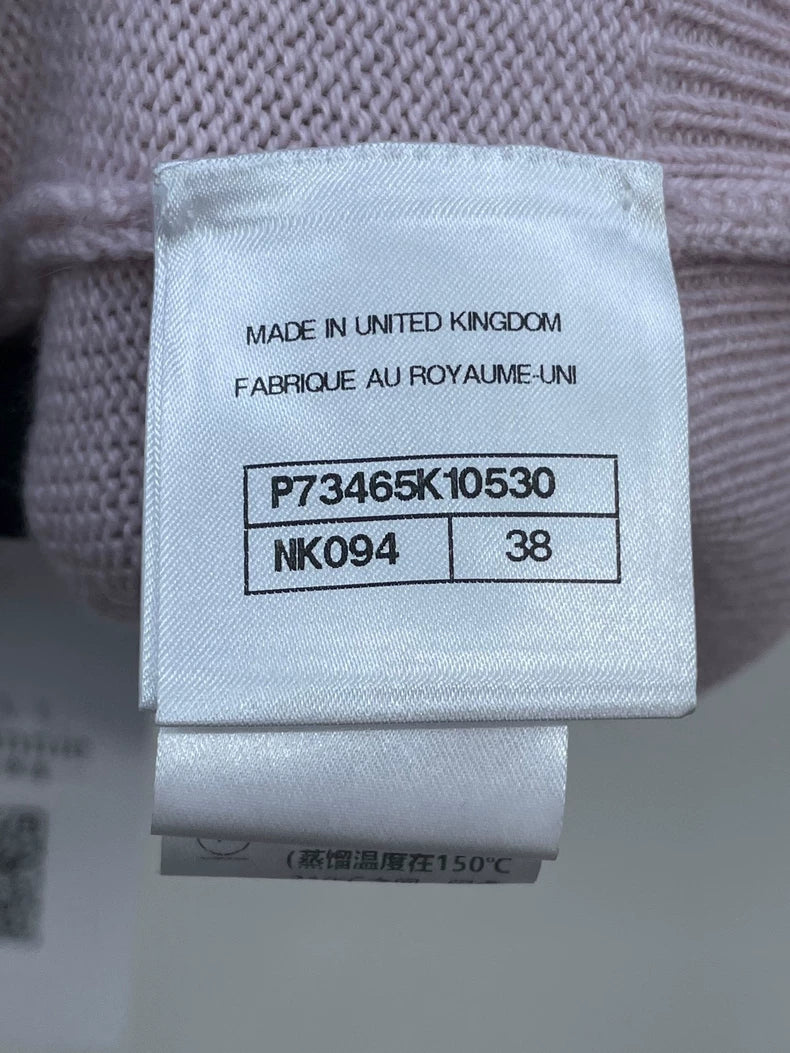 MADE IN UNITED KINGDOM
FABRIQUE AU ROYAUME-UNI
P73465K10530
NK094 38
(蒸馏温度在150℃